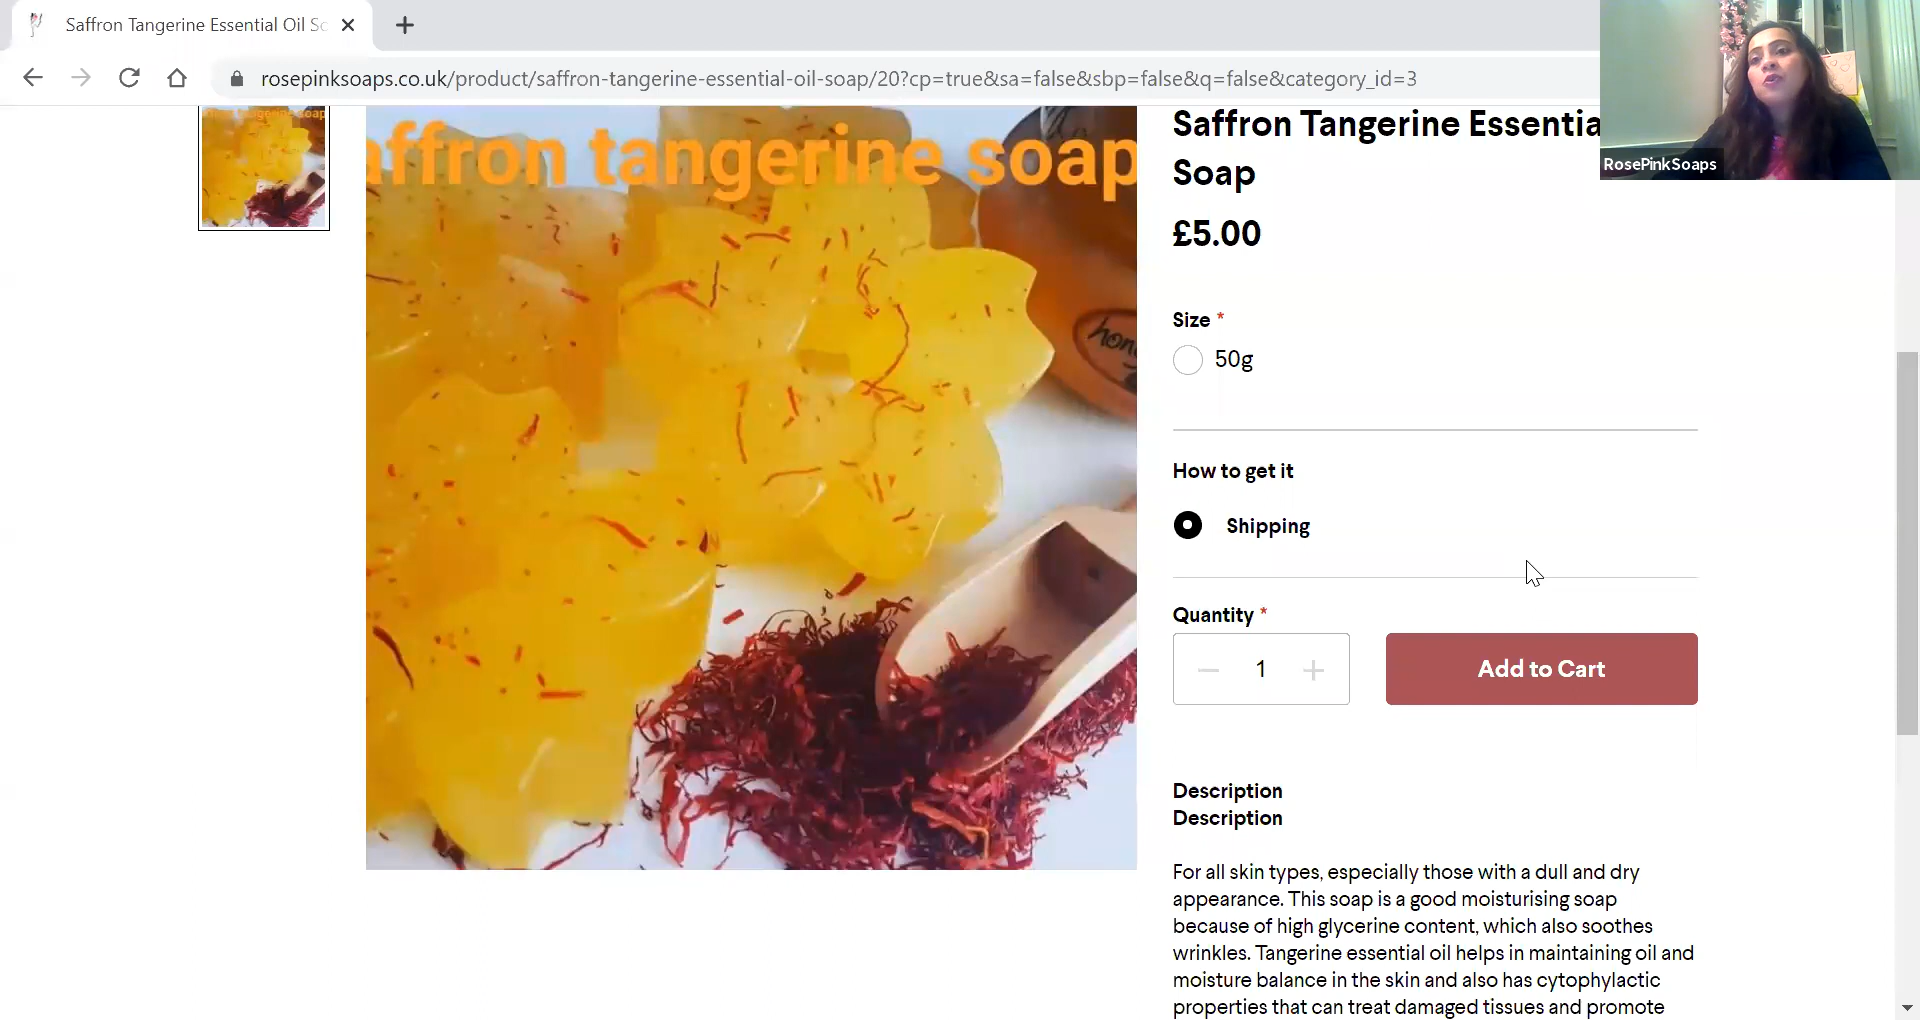 Saffron Tangerine Essential Oil So
rosepinksoaps.co.uk/product/saffron-tangerine-essential-oil-soap/20?cp=true&sa=false&sbp=false&q=false&category_id=3
RosePinkSoaps
affron tangerine soap
hon
Saffron Tangerine Essentia
Soap
£5.00
Size *
50g
How to get it
Shipping
Quantity *
1
Add to Cart
Description
Description
For all skin types, especially those with a dull and dry
appearance. This soap is a good moisturising soap
because of high glycerine content, which also soothes
wrinkles. Tangerine essential oil helps in maintaining oil and
moisture balance in the skin and also has cytophylactic
properties that can treat damaged tissues and promote